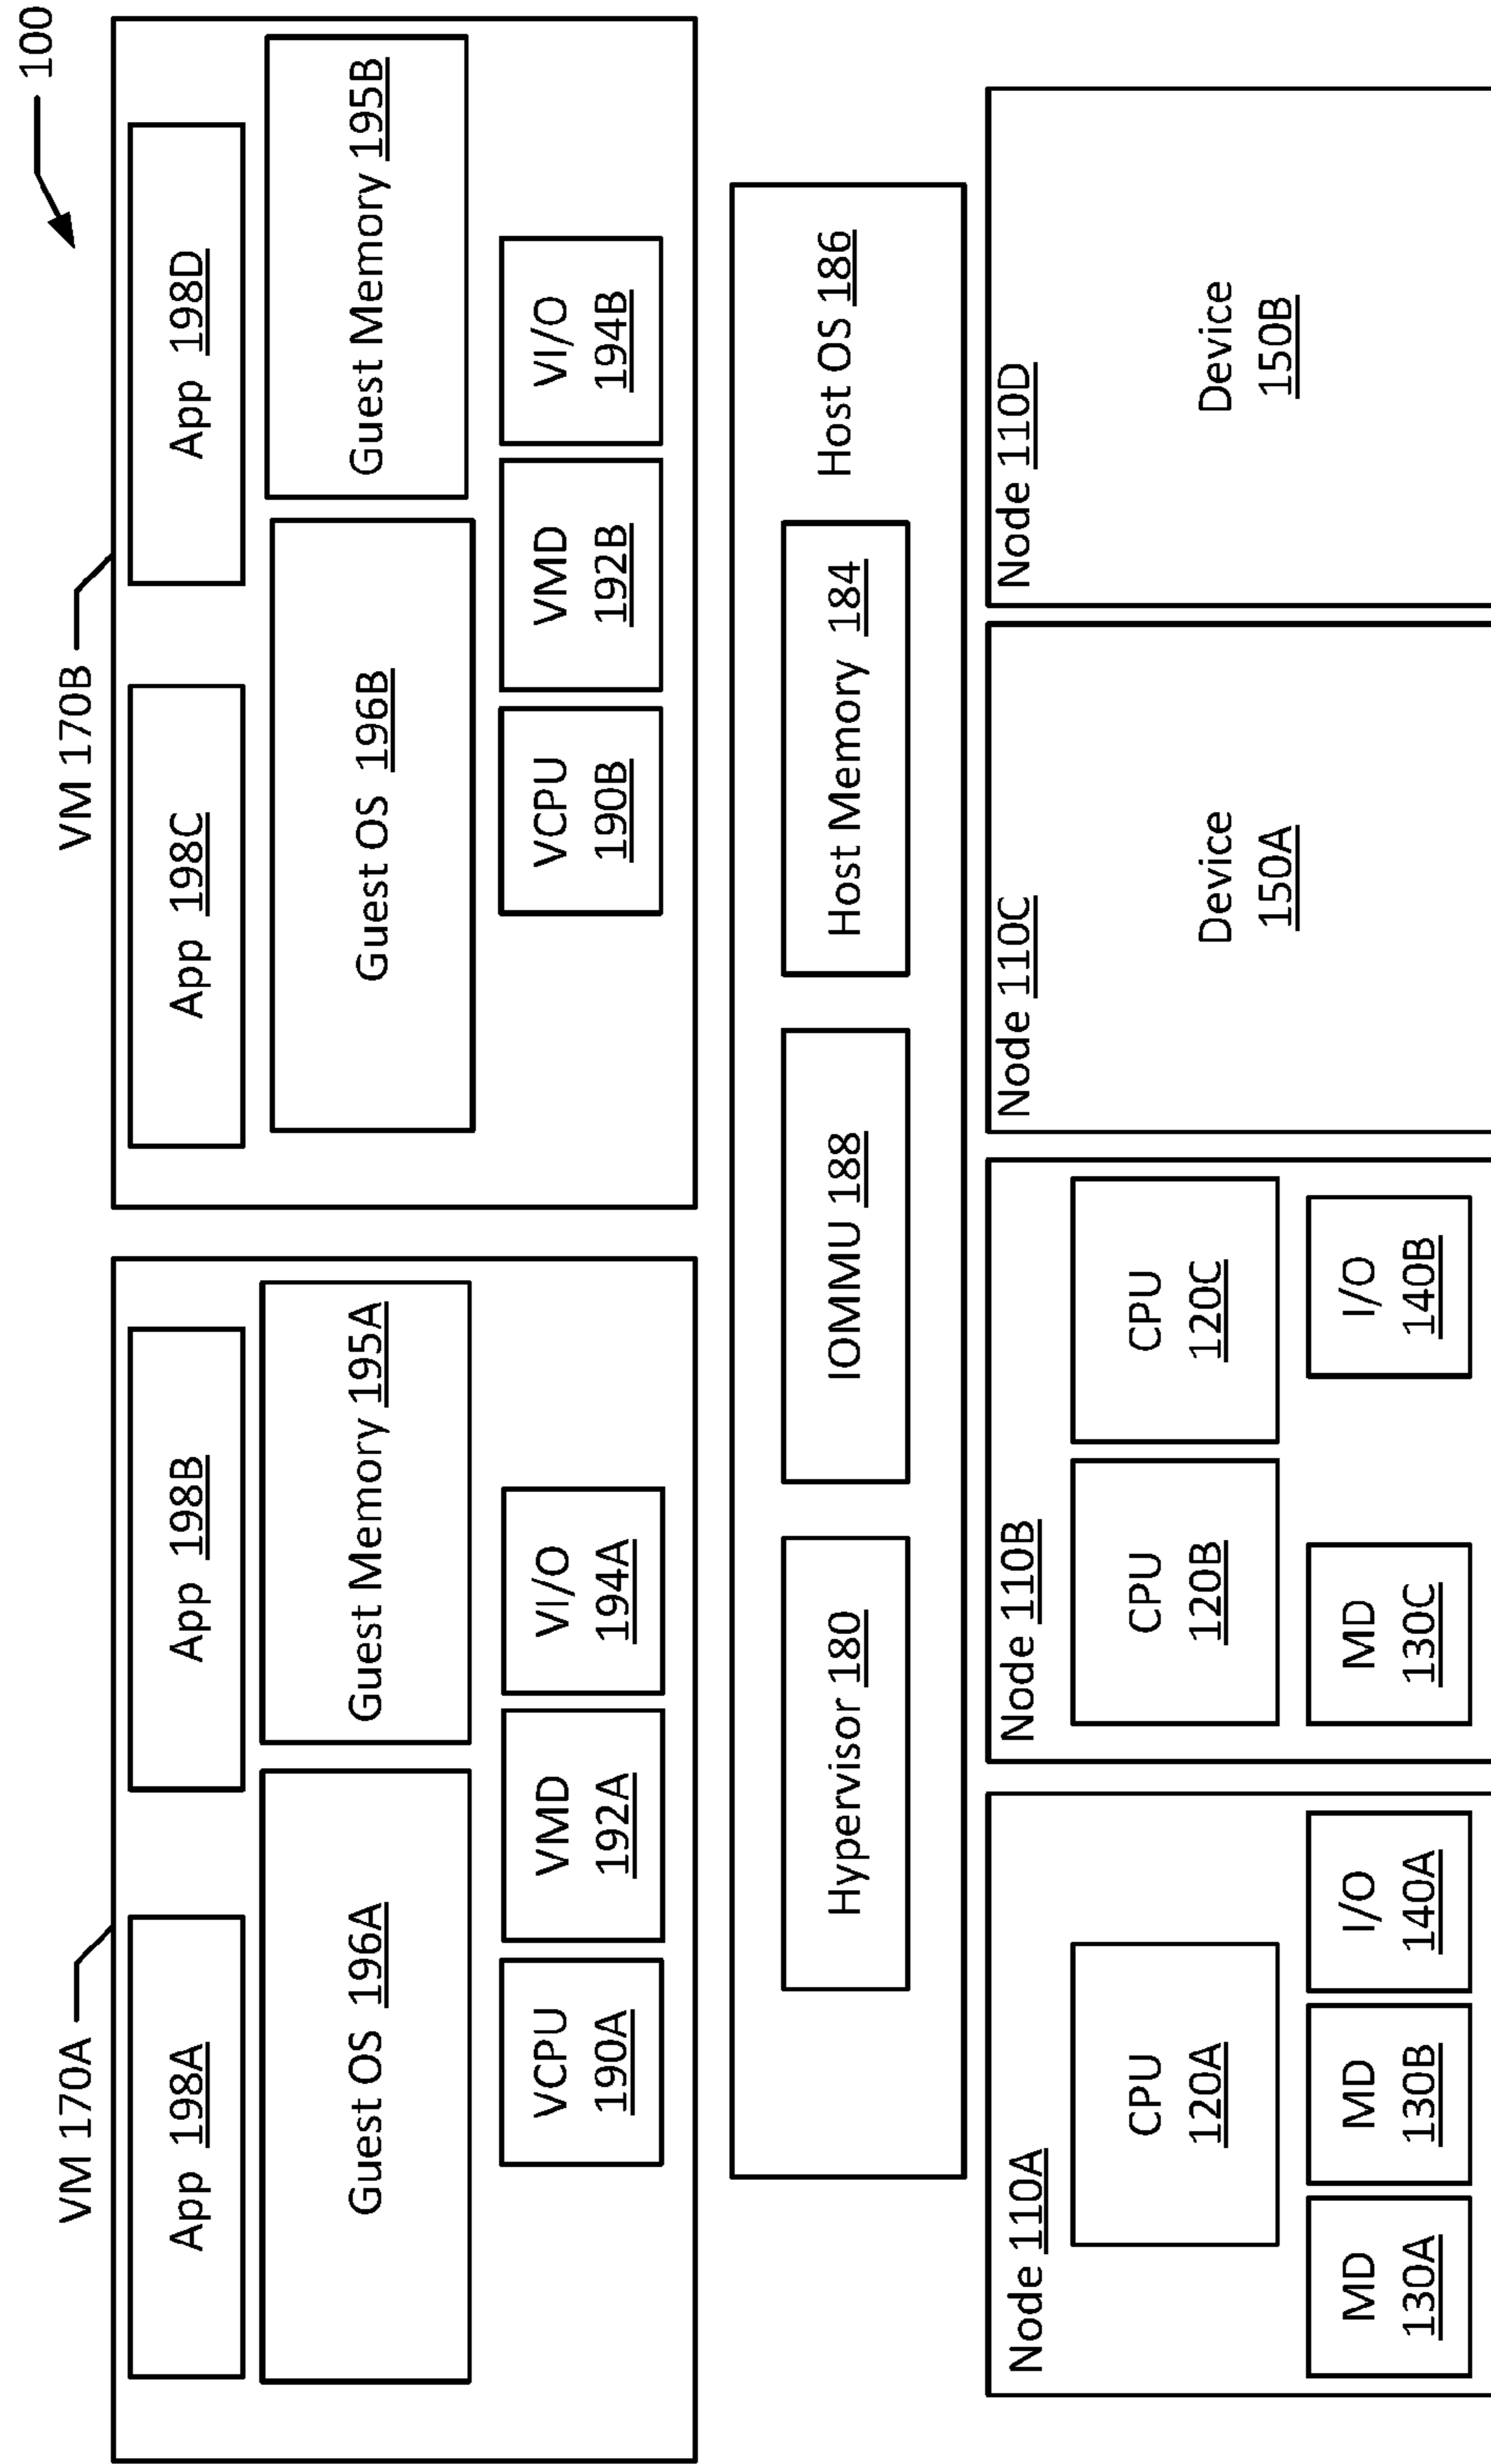 100
VM 170A
App 198A
App 198B
Guest OS 196A
Guest Memory 195A
VCPU
190A
VMD
192A
VI/O
194A
VM 170B
App 198C
App 198D
Guest OS 196B
Guest Memory 195B
VCPU
190B
VMD
192B
VI/O
194B
Hypervisor 180
IOMMU 188
Host Memory 184
Host OS 186
Node 110A
CPU
120A
MD
130A
MD
130B
I/O
140A
Node 110B
CPU
120B
CPU
120C
MD
130C
I/O
140B
Node 110C
Device
150A
Node 110D
Device
150B